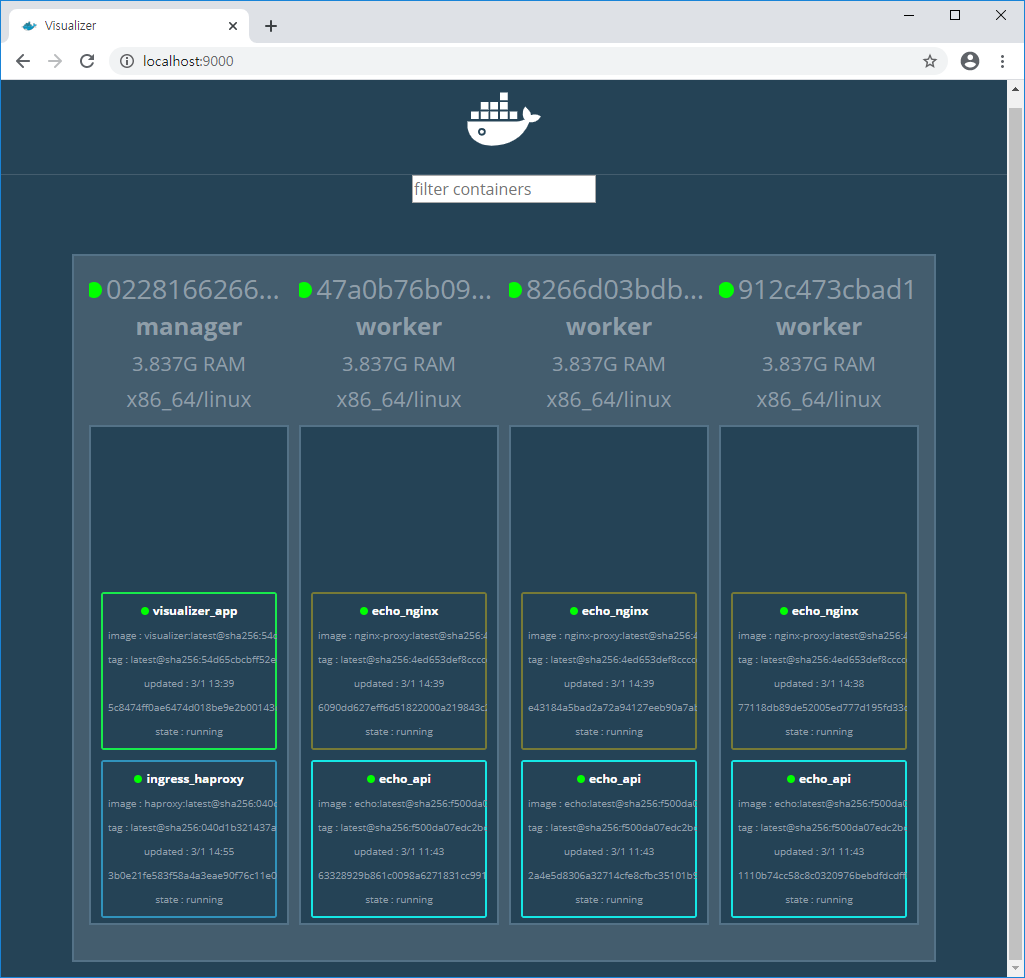 Visualizer
localhost:9000
filter containers
0228166266...
manager
3.837G RAM
x86_64/linux
visualizer_app
image : visualizer:latest@sha256:54
tag : latest@sha256:54d65cbcbff52e
updated : 3/1 13:39
5c8474ff0ae6474d018be9e2b00143
state : running
ingress_haproxy
image : haproxy:latest@sha256:040
tag : latest@sha256:040d1b321437a
updated : 3/1 14:55
3b0e21fe583f58a4a3eae90f76c11e0
state : running
47a0b76b09...
worker
3.837G RAM
x86_64/linux
echo_nginx
image : nginx-proxy:latest@sha256:4
tag : latest@sha256:4ed653def8cccd
updated : 3/1 14:39
6090dd627eff6d51822000a219843c
state : running
echo_api
image : echo:latest@sha256:f500da0
tag : latest@sha256:f500da07edc2b
updated : 3/1 11:43
63328929b861c0098a6271831cc991
state : running
8266d03bdb...
worker
3.837G RAM
x86_64/linux
echo_nginx
image : nginx-proxy:latest@sha256:4
tag : latest@sha256:4ed653def8cccd
updated : 3/1 14:39
e43184a5bad2a72a94127eeb90a7a
state : running
echo_api
image : echo:latest@sha256:f500da0
tag : latest@sha256:f500da07edc2b
updated : 3/1 11:43
2a4e5d8306a32714cfe8cfbc35101b
state : running
912c473cbad1
worker
3.837G RAM
x86_64/linux
echo_nginx
image : nginx-proxy:latest@sha256:4
tag : latest@sha256:4ed653def8cccd
updated : 3/1 14:38
77118db89de52005ed777d195fd33
state : running
echo_api
image : echo:latest@sha256:f500da0
tag : latest@sha256:f500da07edc2b
updated : 3/1 11:43
1110b74cc58c8c0320976bebdfdcdf
state : running